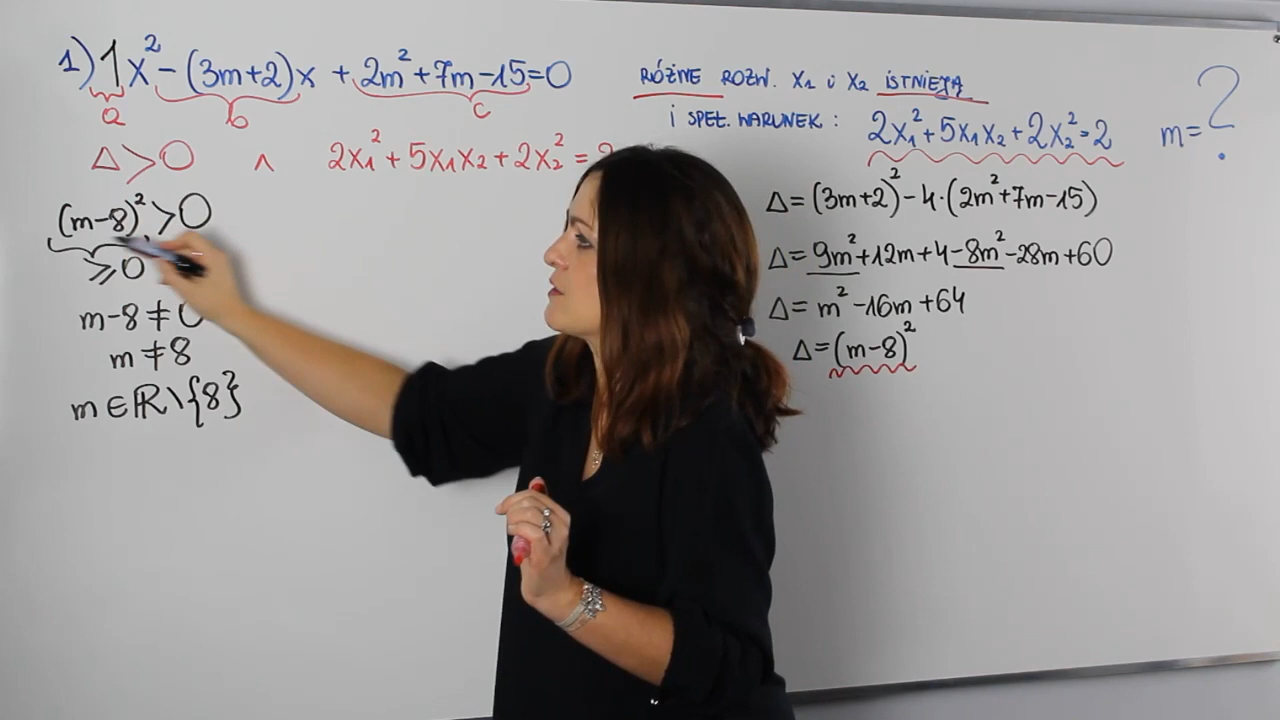 1) 1x² - (3m+2)x + 2m² + 7m - 15 = 0
a b c
Δ > 0 ∧ 2x₁² + 5x₁x₂ + 2x₂² = 2
(m-8)² > 0
≥ 0
m - 8 ≠ 0
m ≠ 8
m ∈ ℝ \ {8}
RÓŻNE ROZW. X₁ i X₂ ISTNIEJĄ
i SPEŁ. WARUNEK : 2x₁² + 5x₁x₂ + 2x₂² = 2
m = ?
Δ = (3m+2)² - 4·(2m² + 7m - 15)
Δ = 9m² + 12m + 4 - 8m² - 28m + 60
Δ = m² - 16m + 64
Δ = (m-8)²